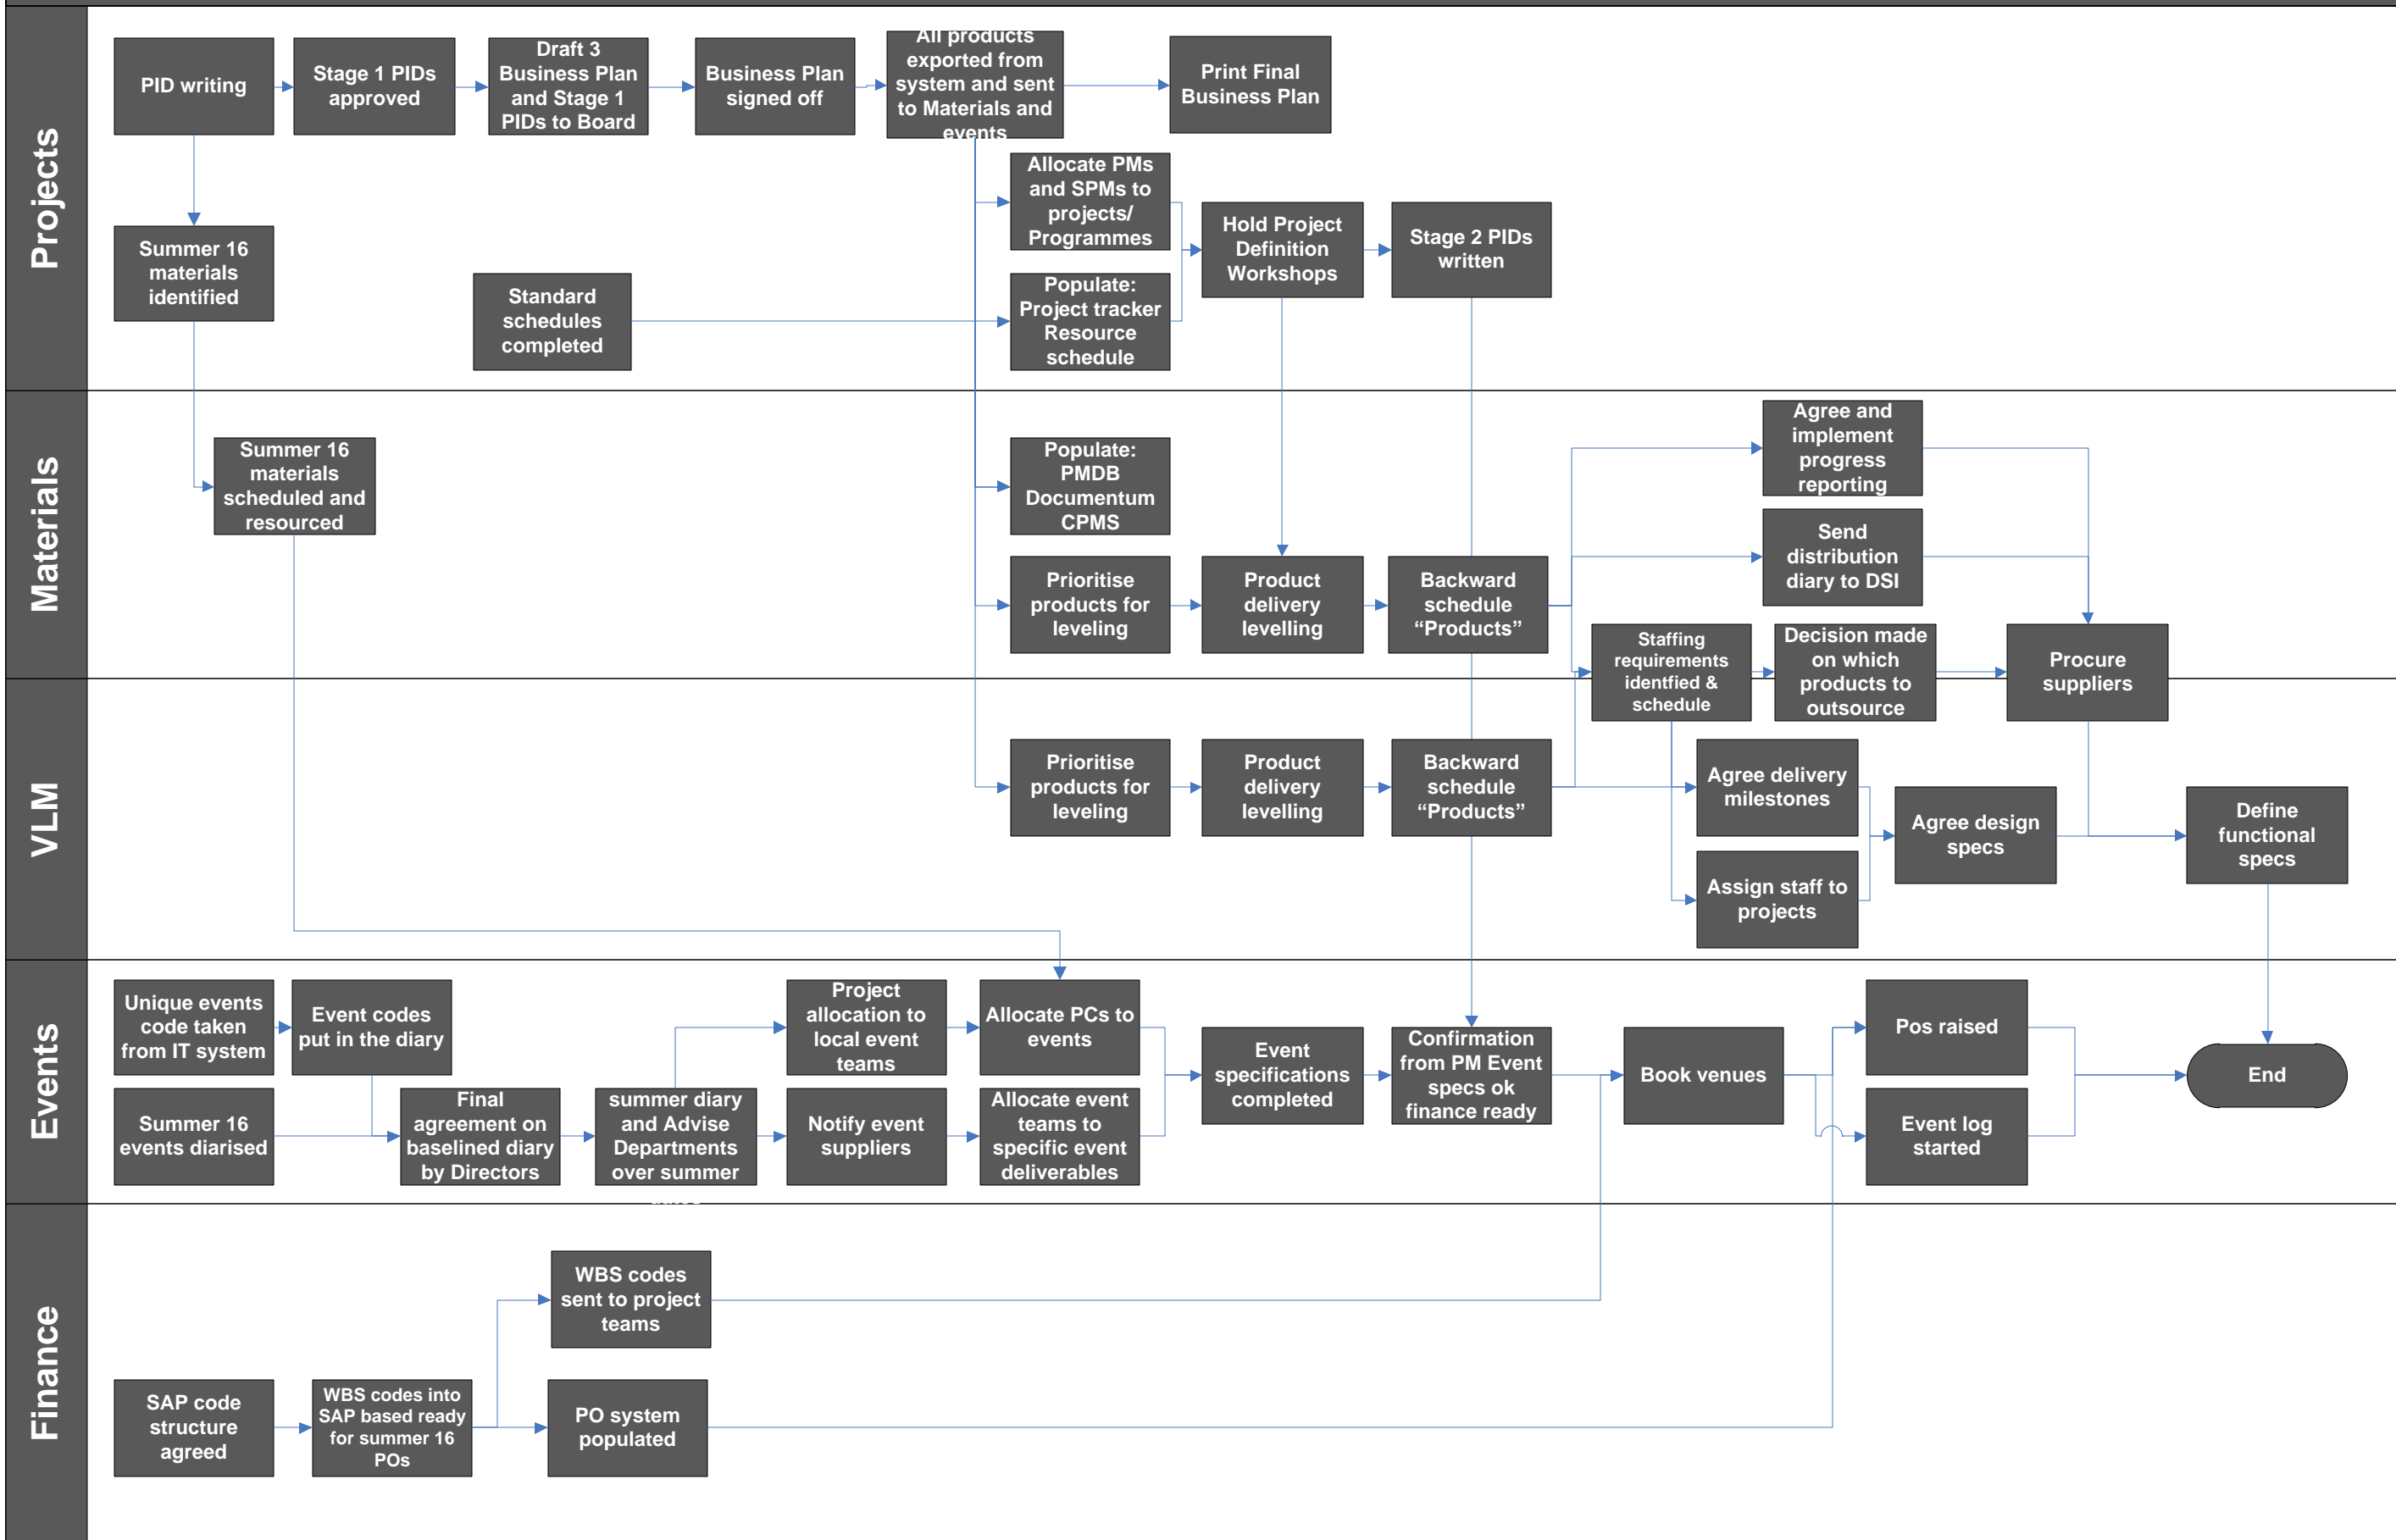 Projects
PID writing
Stage 1 PIDs
approved
Draft 3
Business Plan
and Stage 1
PIDs to Board
Business Plan
signed off
All products
exported from
system and sent
to Materials and
events
Print Final
Business Plan
Allocate PMs
and SPMs to
projects/
Programmes
Summer 16
materials
identified
Standard
schedules
completed
Populate:
Project tracker
Resource
schedule
Hold Project
Definition
Workshops
Stage 2 PIDs
written
Materials
Summer 16
materials
scheduled and
resourced
Populate:
PMDB
Documentum
CPMS
Prioritise
products for
leveling
Product
delivery
levelling
Backward
schedule
“Products”
Agree and
implement
progress
reporting
Send
distribution
diary to DSI
Staffing
requirements
identfied &
schedule
Decision made
on which
products to
outsource
Procure
suppliers
VLM
Prioritise
products for
leveling
Product
delivery
levelling
Backward
schedule
“Products”
Agree delivery
milestones
Assign staff to
projects
Agree design
specs
Define
functional
specs
Events
Unique events
code taken
from IT system
Event codes
put in the diary
Summer 16
events diarised
Final
agreement on
baselined diary
by Directors
summer diary
and Advise
Departments
over summer
Project
allocation to
local event
teams
Notify event
suppliers
Allocate PCs to
events
Allocate event
teams to
specific event
deliverables
Event
specifications
completed
Confirmation
from PM Event
specs ok
finance ready
Book venues
Pos raised
Event log
started
End
Finance
WBS codes
sent to project
teams
SAP code
structure
agreed
WBS codes into
SAP based ready
for summer 16
POs
PO system
populated